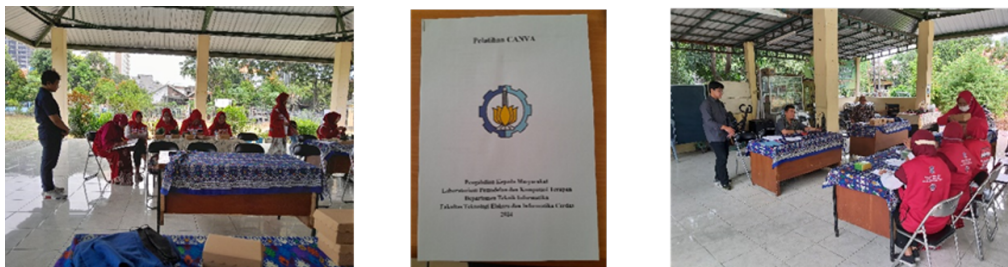 Pelatihan CANVA
Pengabdian Kepada Masyarakat
Laboratorium Pemodelan dan Komputasi Terapan
Departemen Teknik Informatika
Fakultas Teknologi Elektro dan Informatika Cerdas
2024